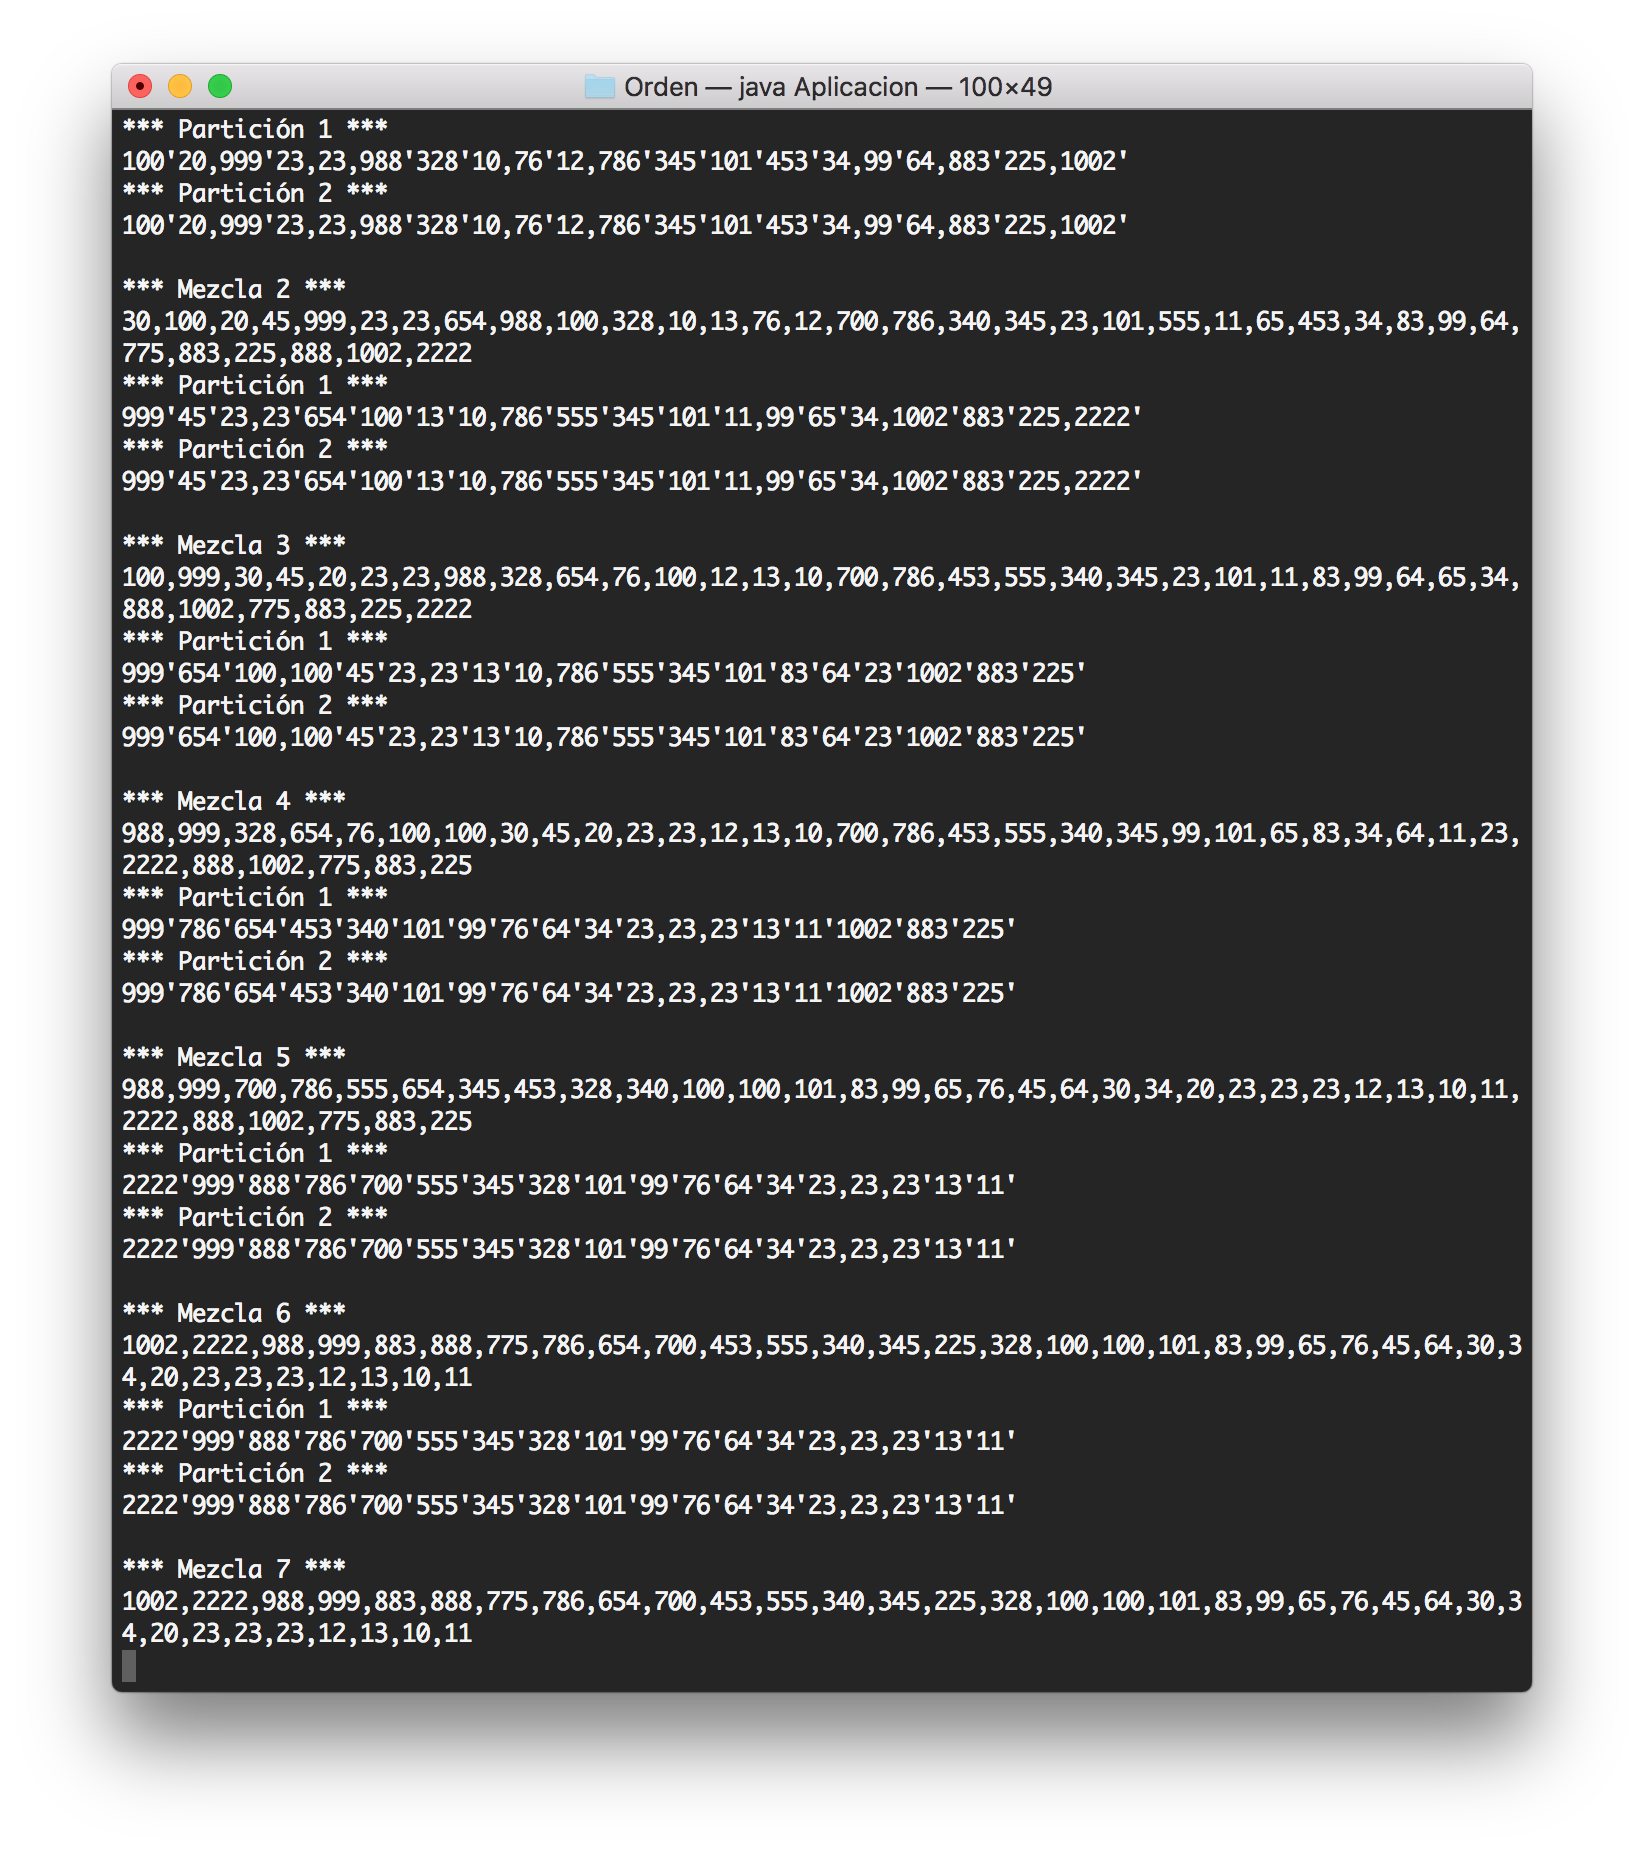 Orden — java Aplicacion — 100×49
*** Partición 1 ***
100'20,999'23,23,988'328'10,76'12,786'345'101'453'34,99'64,883'225,1002'
*** Partición 2 ***
100'20,999'23,23,988'328'10,76'12,786'345'101'453'34,99'64,883'225,1002'
*** Mezcla 2 ***
30,100,20,45,999,23,23,654,988,100,328,10,13,76,12,700,786,340,345,23,101,555,11,65,453,34,83,99,64,
775,883,225,888,1002,2222
*** Partición 1 ***
999'45'23,23'654'100'13'10,786'555'345'101'11,99'65'34,1002'883'225,2222'
*** Partición 2 ***
999'45'23,23'654'100'13'10,786'555'345'101'11,99'65'34,1002'883'225,2222'
*** Mezcla 3 ***
100,999,30,45,20,23,23,988,328,654,76,100,12,13,10,700,786,453,555,340,345,23,101,11,83,99,64,65,34,
888,1002,775,883,225,2222
*** Partición 1 ***
999'654'100,100'45'23,23'13'10,786'555'345'101'83'64'23'1002'883'225'
*** Partición 2 ***
999'654'100,100'45'23,23'13'10,786'555'345'101'83'64'23'1002'883'225'
*** Mezcla 4 ***
988,999,328,654,76,100,100,30,45,20,23,23,12,13,10,700,786,453,555,340,345,99,101,65,83,34,64,11,23,
2222,888,1002,775,883,225
*** Partición 1 ***
999'786'654'453'340'101'99'76'64'34'23,23,23'13'11'1002'883'225'
*** Partición 2 ***
999'786'654'453'340'101'99'76'64'34'23,23,23'13'11'1002'883'225'
*** Mezcla 5 ***
988,999,700,786,555,654,345,453,328,340,100,100,101,83,99,65,76,45,64,30,34,20,23,23,23,12,13,10,11,
2222,888,1002,775,883,225
*** Partición 1 ***
2222'999'888'786'700'555'345'328'101'99'76'64'34'23,23,23'13'11'
*** Partición 2 ***
2222'999'888'786'700'555'345'328'101'99'76'64'34'23,23,23'13'11'
*** Mezcla 6 ***
1002,2222,988,999,883,888,775,786,654,700,453,555,340,345,225,328,100,100,101,83,99,65,76,45,64,30,3
4,20,23,23,23,12,13,10,11
*** Partición 1 ***
2222'999'888'786'700'555'345'328'101'99'76'64'34'23,23,23'13'11'
*** Partición 2 ***
2222'999'888'786'700'555'345'328'101'99'76'64'34'23,23,23'13'11'
*** Mezcla 7 ***
1002,2222,988,999,883,888,775,786,654,700,453,555,340,345,225,328,100,100,101,83,99,65,76,45,64,30,3
4,20,23,23,23,12,13,10,11